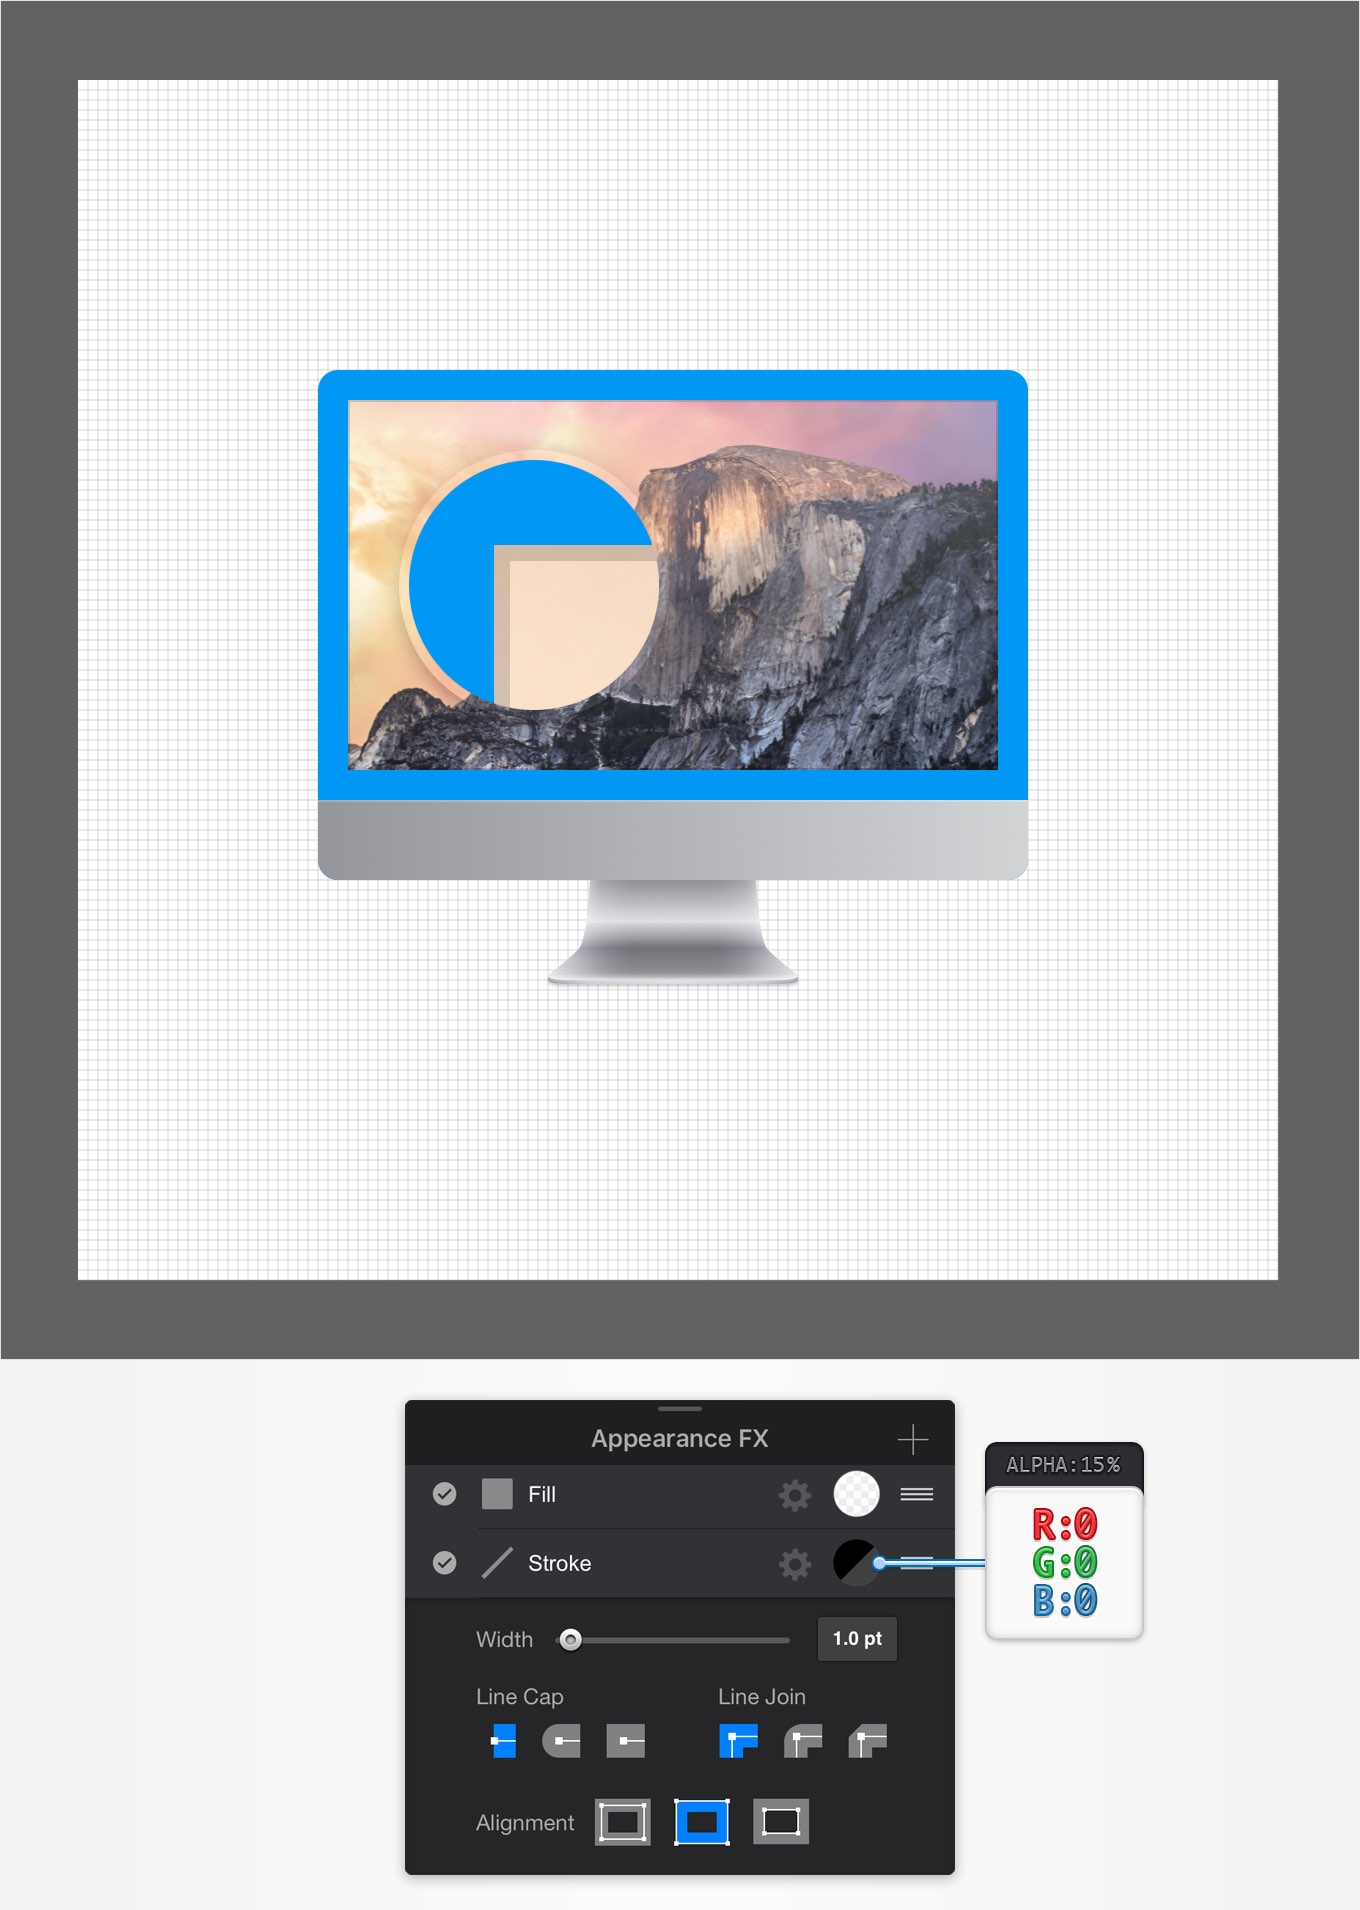 Appearance FX
ALPHA:15%
Fill
R:0
G:0
B:0
Stroke
Width
1.0 pt
Line Cap
Line Join
Alignment